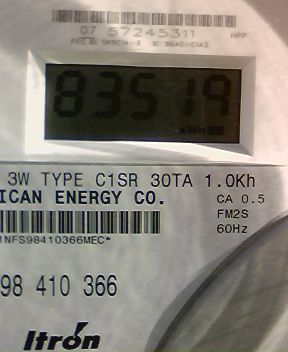 07 57245311
HPP
83519
kWH
3W TYPE C1SR 30TA 1.0Kh
ICAN ENERGY CO.
CA 0.5
FM2S
60Hz
1NFS98410366MEC*
98 410 366
Itron